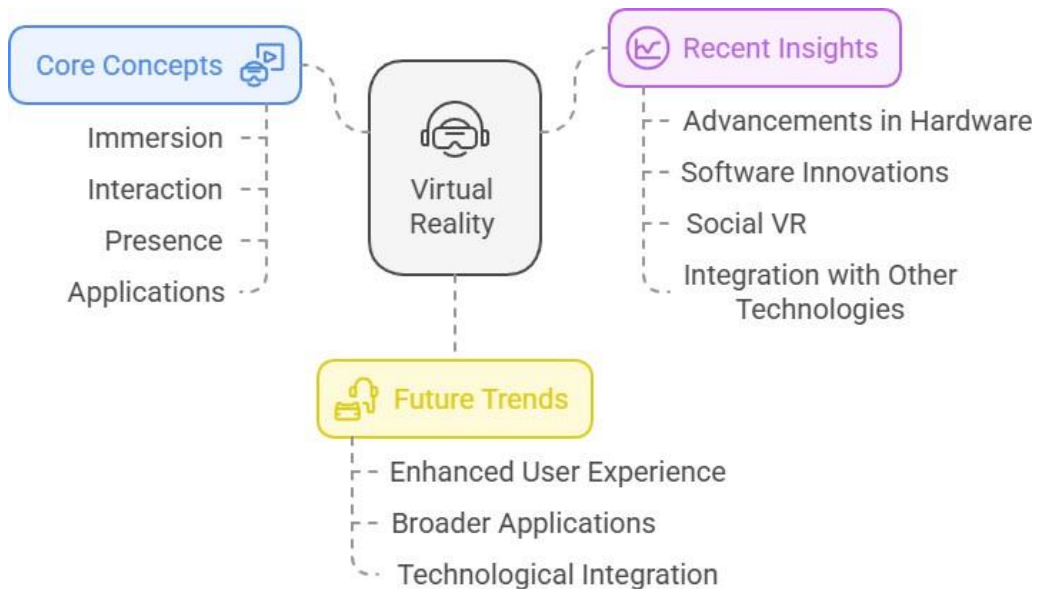 Core Concepts
Immersion
Interaction
Presence
Applications
Virtual
Reality
Recent Insights
Advancements in Hardware
Software Innovations
Social VR
Integration with Other
Technologies
Future Trends
Enhanced User Experience
Broader Applications
Technological Integration